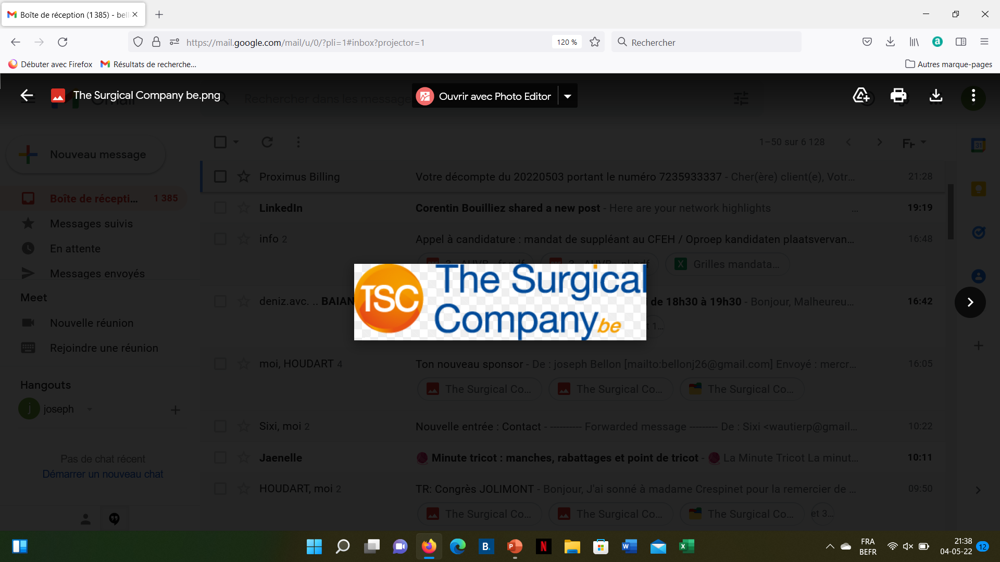 Boîte de réception (1 385) - bell
https://mail.google.com/mail/u/0/?pli=1#inbox?projector=1
120 %
Rechercher
Débuter avec Firefox
Résultats de recherche...
Autres marque-pages
The Surgical Company be.png
Gmail
Rechercher dans les message
Ouvrir avec Photo Editor
Nouveau message
1–50 sur 6 128
Fr
31
Boîte de récepti... 1 385
Messages suivis
En attente
Messages envoyés
Meet
Nouvelle réunion
Rejoindre une réunion
Hangouts
j joseph
Pas de chat récent
Démarrer un nouveau chat
Proximus Billing Votre décompte du 20220503 portant le numéro 7235933337 - Cher(ère) client(e), Votr... 21:28
LinkedIn Corentin Bouilliez shared a new post - Here are your network highlights ... 19:19
info 2 Appel à candidature : mandat de suppléant au CFEH / Oproep kandidaten plaatsvervan... 16:48
Grilles mandata...
deniz.avc. .. BAIAN de 18h30 à 19h30 - Bonjour, Malheureu... 16:42
1...
TSC The Surgical
Company be
moi, HOUDART 4 Ton nouveau sponsor - De : joseph Bellon [mailto:bellonj26@gmail.com] Envoyé : mercr... 16:05
The Surgical Co... The Surgical Co... The Surgical Co...
Sixi, moi 2 Nouvelle entrée : Contact - ---------- Forwarded message --------- De : Sixi <wautierp@gmail... 10:22
Jaenelle Minute tricot : manches, rabattages et point de tricot - La Minute Tricot La minut... 10:11
HOUDART, moi 2 TR: Congrès JOLIMONT - Bonjour, J'ai sonné à madame Crespinet pour la remercier de ... 09:50
The Surgical Co... The Surgical Co... The Surgical Co... et 3...
FRA
BEFR
21:38
04-05-22
12